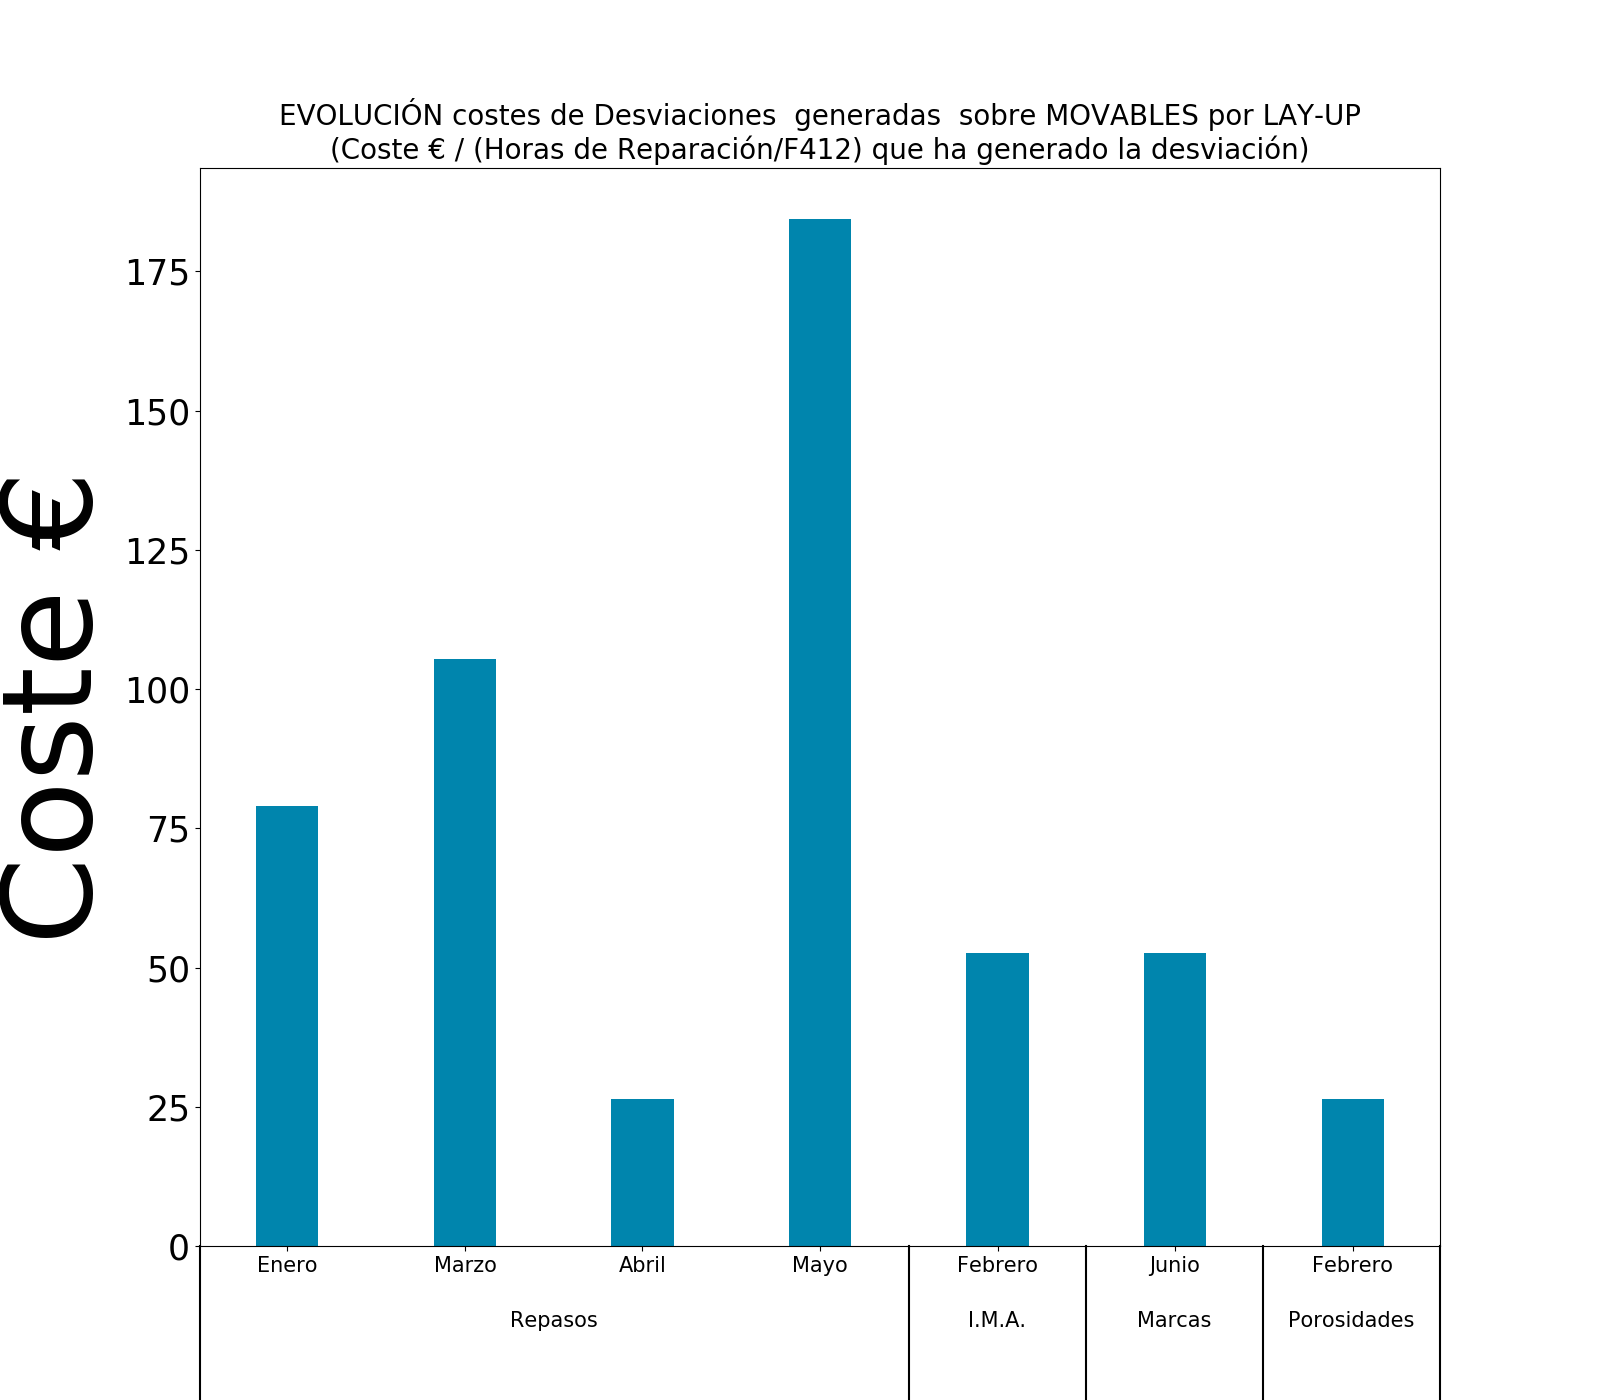 EVOLUCIÓN costes de Desviaciones  generadas  sobre MOVABLES por LAY-UP
(Coste € / (Horas de Reparación/F412) que ha generado la desviación)
Coste €
175
150
125
100
75
50
25
0
Enero Marzo Abril Mayo Febrero Junio Febrero
Repasos I.M.A. Marcas Porosidades